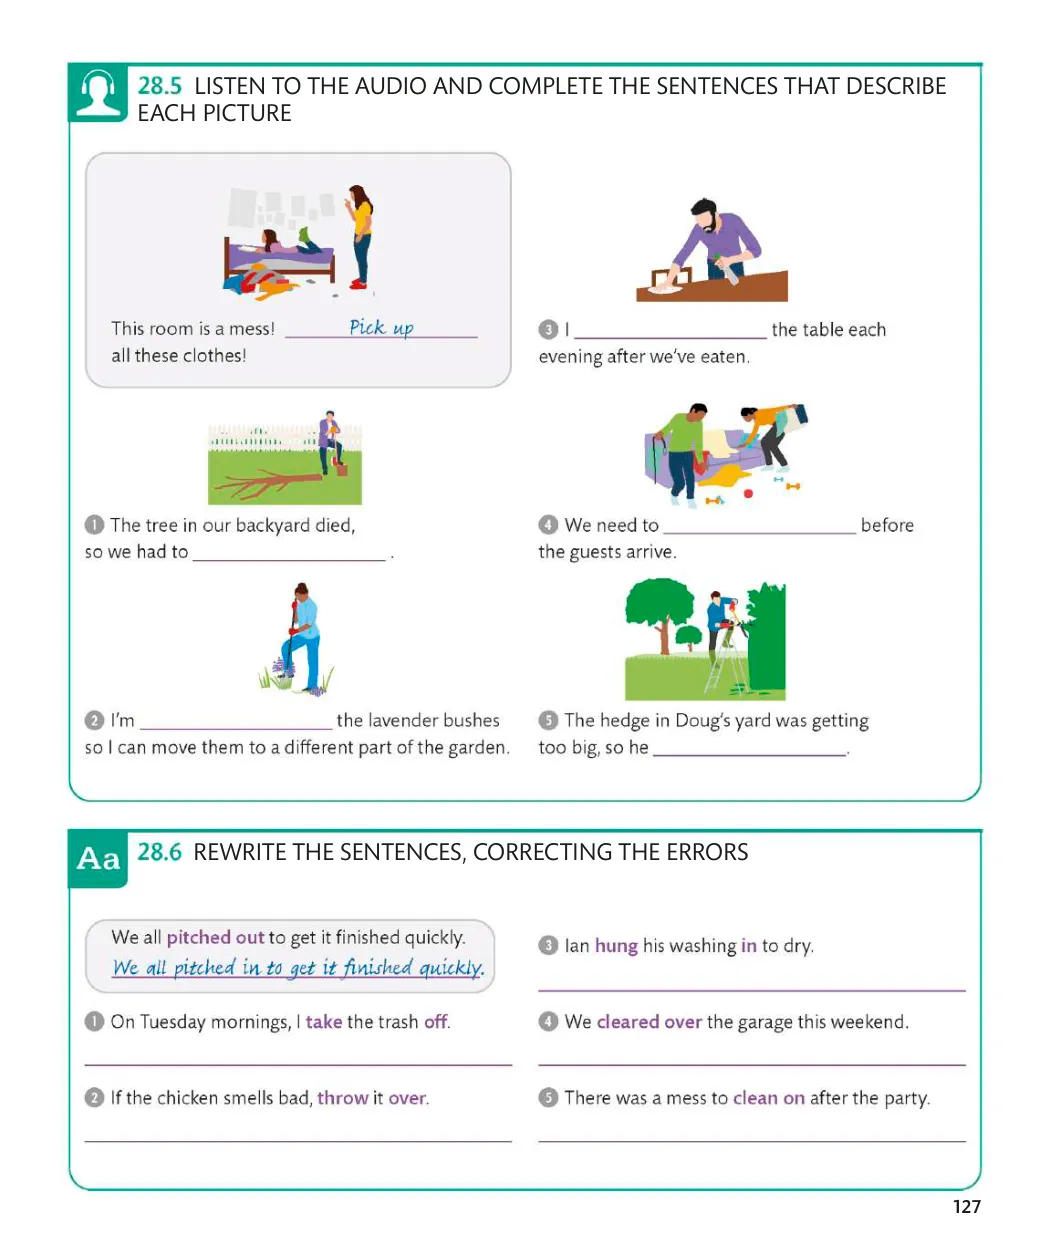 28.5 LISTEN TO THE AUDIO AND COMPLETE THE SENTENCES THAT DESCRIBE
EACH PICTURE
This room is a mess! Pick up
all these clothes!
1 The tree in our backyard died,
so we had to ____________ .
2 I'm ____________ the lavender bushes
so I can move them to a different part of the garden.
3 I ____________ the table each
evening after we've eaten.
4 We need to ____________ before
the guests arrive.
5 The hedge in Doug's yard was getting
too big, so he ____________.
Aa 28.6 REWRITE THE SENTENCES, CORRECTING THE ERRORS
We all pitched out to get it finished quickly.
We all pitched in to get it finished quickly.
1 On Tuesday mornings, I take the trash off.
2 If the chicken smells bad, throw it over.
3 Ian hung his washing in to dry.
4 We cleared over the garage this weekend.
5 There was a mess to clean on after the party.
127